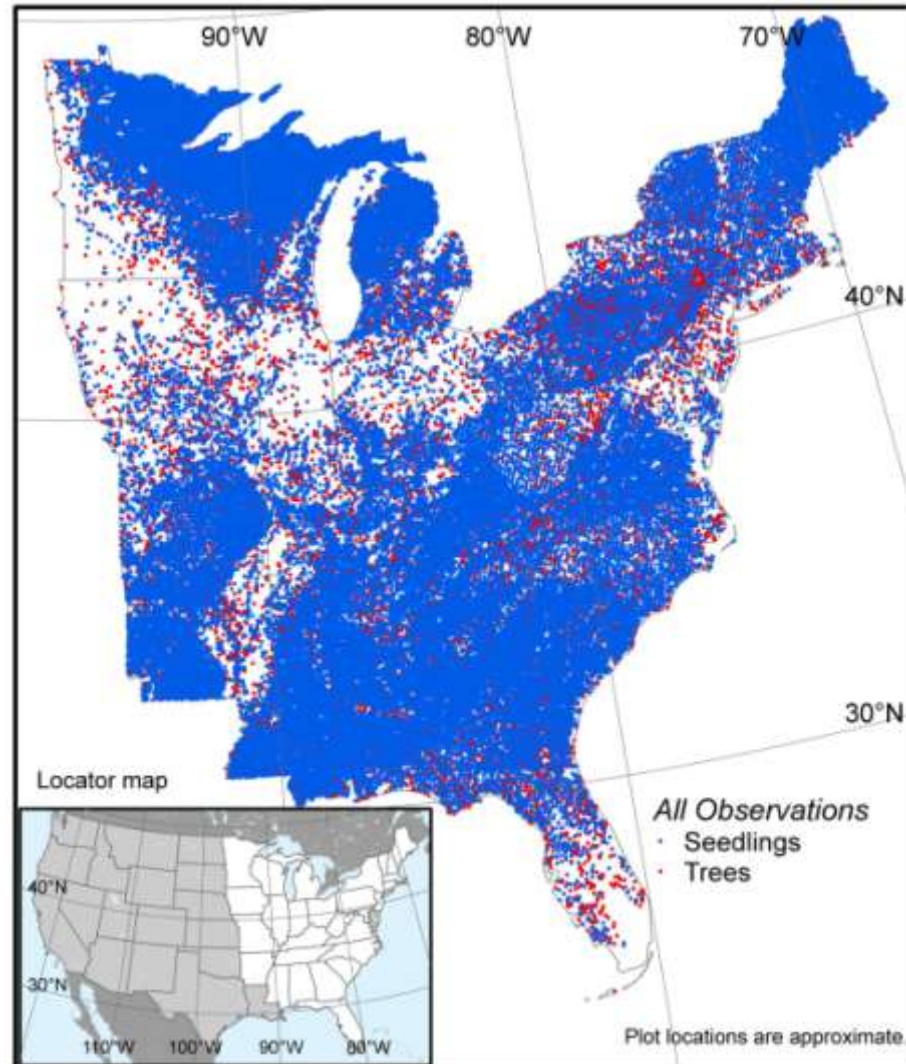 90°W
80°W
70°W
40°N
30°N
Locator map
All Observations
Seedlings
Trees
40°N
30°N
110°W
100°W
90°W
80°W
Plot locations are approximate.